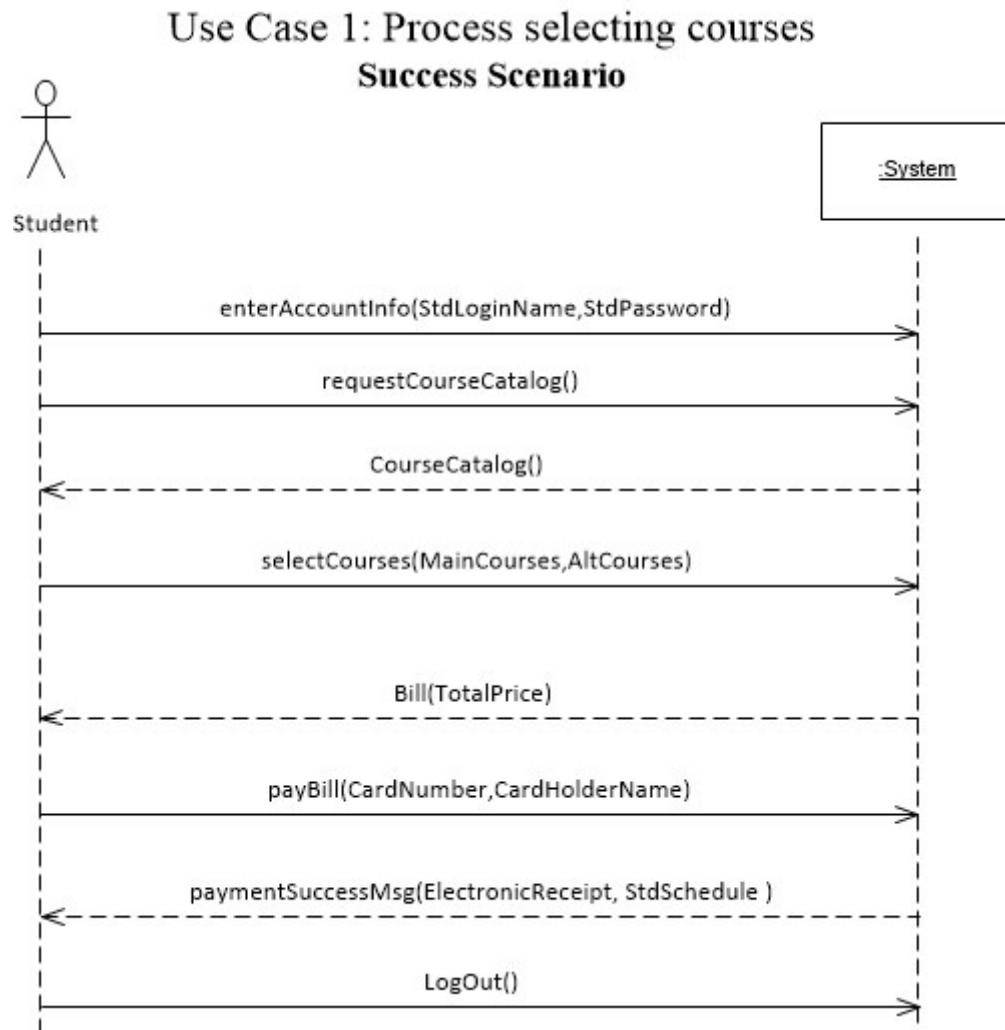 Use Case 1: Process selecting courses
Success Scenario
:System
Student
enterAccountInfo(StdLoginName,StdPassword)
requestCourseCatalog()
CourseCatalog()
selectCourses(MainCourses,AltCourses)
Bill(TotalPrice)
payBill(CardNumber,CardHolderName)
paymentSuccessMsg(ElectronicReceipt, StdSchedule )
LogOut()